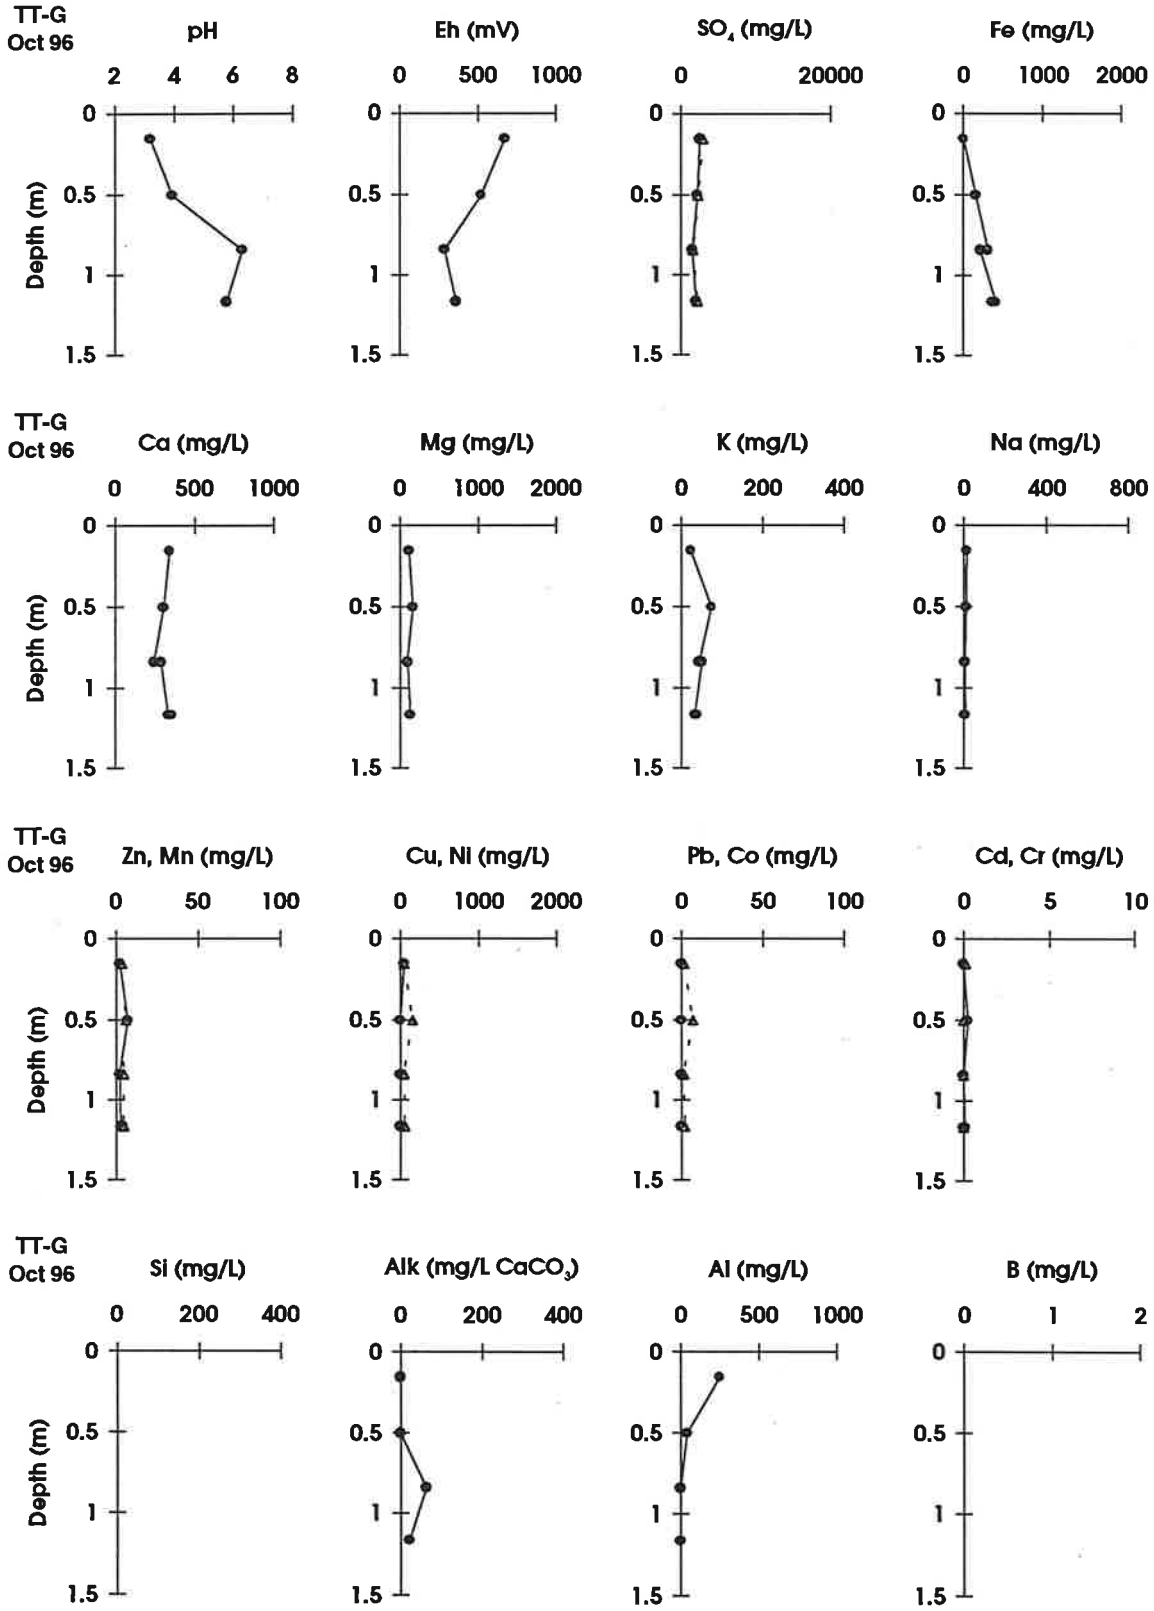 TT-G
Oct 96
pH
Eh (mV)
SO₄ (mg/L)
Fe (mg/L)
2 4 6 8
0 500 1000
0 20000
0 1000 2000
0 0 0 0
0.5 0.5 0.5 0.5
1 1 1 1
1.5 1.5 1.5 1.5
Depth (m)
TT-G
Oct 96
Ca (mg/L)
Mg (mg/L)
K (mg/L)
Na (mg/L)
0 500 1000
0 1000 2000
0 200 400
0 400 800
0 0 0 0
0.5 0.5 0.5 0.5
1 1 1 1
1.5 1.5 1.5 1.5
Depth (m)
TT-G
Oct 96
Zn, Mn (mg/L)
Cu, Ni (mg/L)
Pb, Co (mg/L)
Cd, Cr (mg/L)
0 50 100
0 1000 2000
0 50 100
0 5 10
0 0 0 0
0.5 0.5 0.5 0.5
1 1 1 1
1.5 1.5 1.5 1.5
Depth (m)
TT-G
Oct 96
Si (mg/L)
Alk (mg/L CaCO₃)
Al (mg/L)
B (mg/L)
0 200 400
0 200 400
0 500 1000
0 1 2
0 0 0 0
0.5 0.5 0.5 0.5
1 1 1 1
1.5 1.5 1.5 1.5
Depth (m)